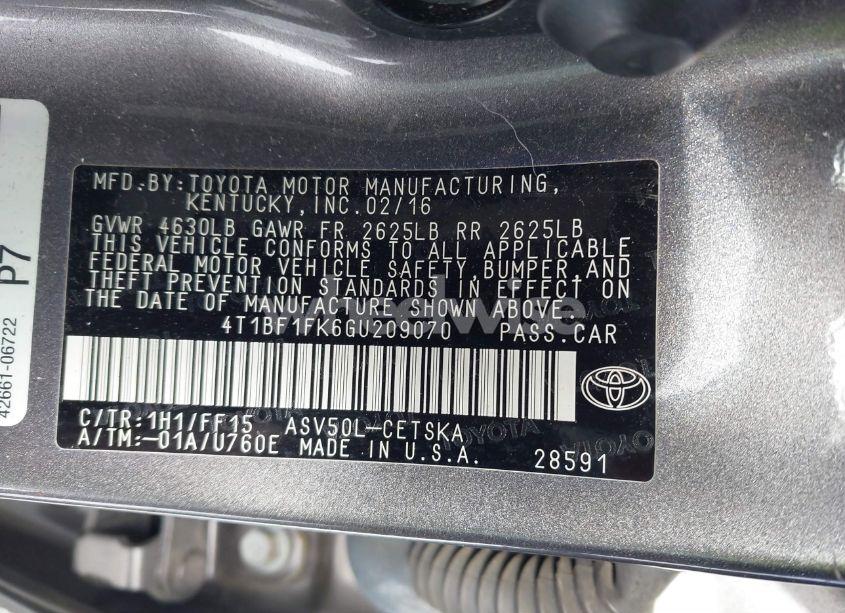 MFD.BY:TOYOTA MOTOR MANUFACTURING,
KENTUCKY,INC.02/16
GVWR 4630LB GAWR FR 2625LB RR 2625LB
THIS VEHICLE CONFORMS TO ALL APPLICABLE
FEDERAL MOTOR VEHICLE SAFETY,BUMPER,AND
THEFT PREVENTION STANDARDS IN EFFECT ON
THE DATE OF MANUFACTURE SHOWN ABOVE.
4T1BF1FK6GU209070 PASS.CAR
C/TR:1H1/FF15 ASV50L-CETSKA
A/TM:-01A/U760E MADE IN U.S.A. 28591
P7
42661-06722
TOYOTA